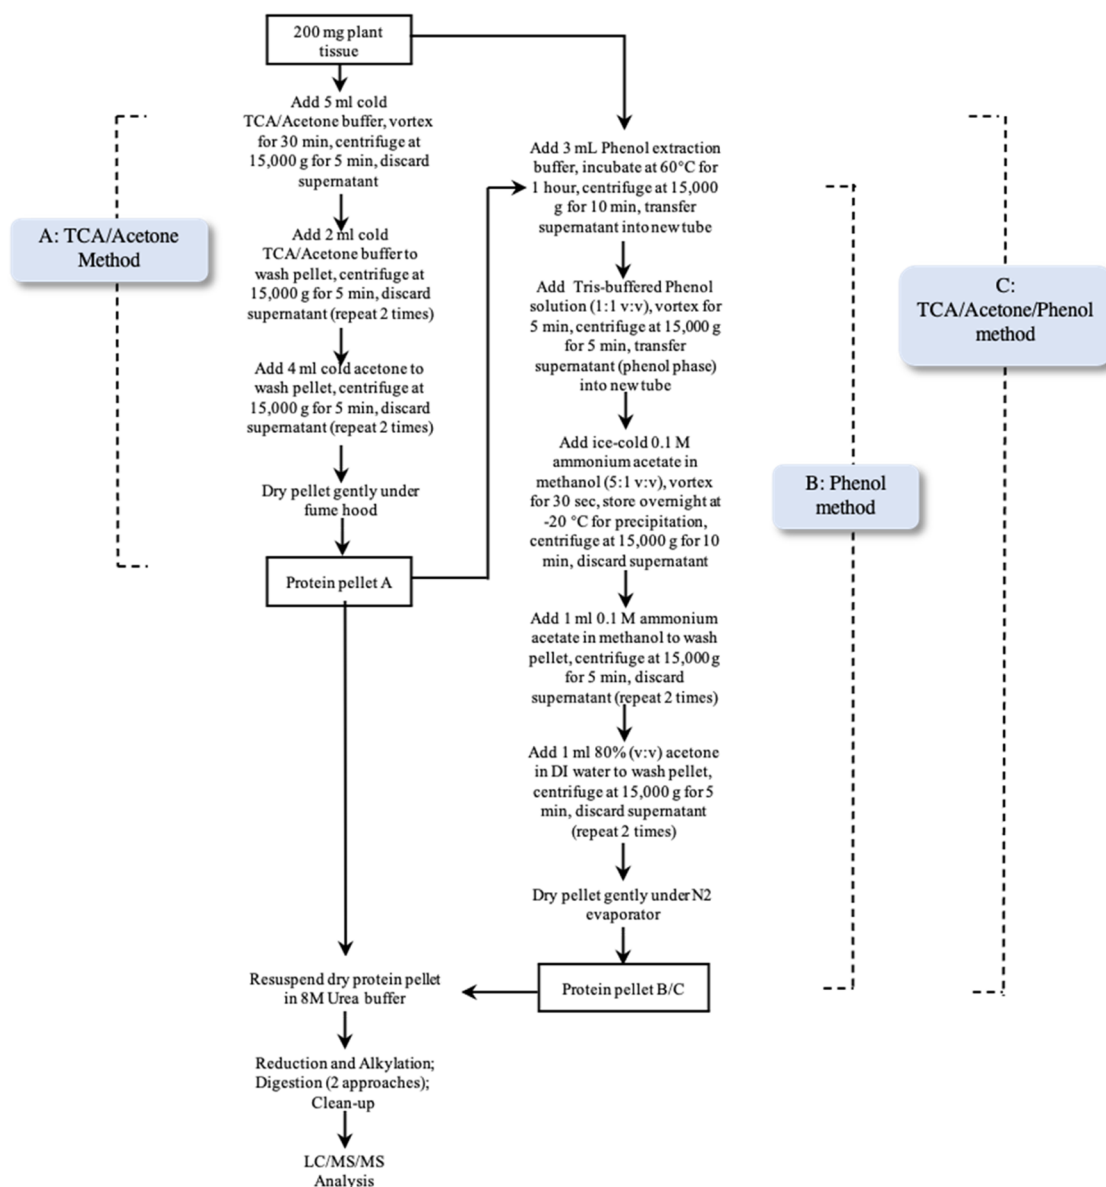 200 mg plant
tissue
Add 5 ml cold
TCA/Acetone buffer, vortex
for 30 min, centrifuge at
15,000 g for 5 min, discard
supernatant
Add 2 ml cold
TCA/Acetone buffer to
wash pellet, centrifuge at
15,000 g for 5 min, discard
supernatant (repeat 2 times)
Add 4 ml cold acetone to
wash pellet, centrifuge at
15,000 g for 5 min, discard
supernatant (repeat 2 times)
Dry pellet gently under
fume hood
Protein pellet A
A: TCA/Acetone
Method
Add 3 mL Phenol extraction
buffer, incubate at 60°C for
1 hour, centrifuge at 15,000
g for 10 min, transfer
supernatant into new tube
Add Tris-buffered Phenol
solution (1:1 v:v), vortex for
5 min, centrifuge at 15,000 g
for 5 min, transfer
supernatant (phenol phase)
into new tube
Add ice-cold 0.1 M
ammonium acetate in
methanol (5:1 v:v), vortex
for 30 sec, store overnight at
-20 °C for precipitation,
centrifuge at 15,000 g for 10
min, discard supernatant
Add 1 ml 0.1 M ammonium
acetate in methanol to wash
pellet, centrifuge at 15,000 g
for 5 min, discard
supernatant (repeat 2 times)
Add 1 ml 80% (v:v) acetone
in DI water to wash pellet,
centrifuge at 15,000 g for 5
min, discard supernatant
(repeat 2 times)
Dry pellet gently under N2
evaporator
Protein pellet B/C
B: Phenol
method
C:
TCA/Acetone/Phenol
method
Resuspend dry protein pellet
in 8M Urea buffer
Reduction and Alkylation;
Digestion (2 approaches);
Clean-up
LC/MS/MS
Analysis